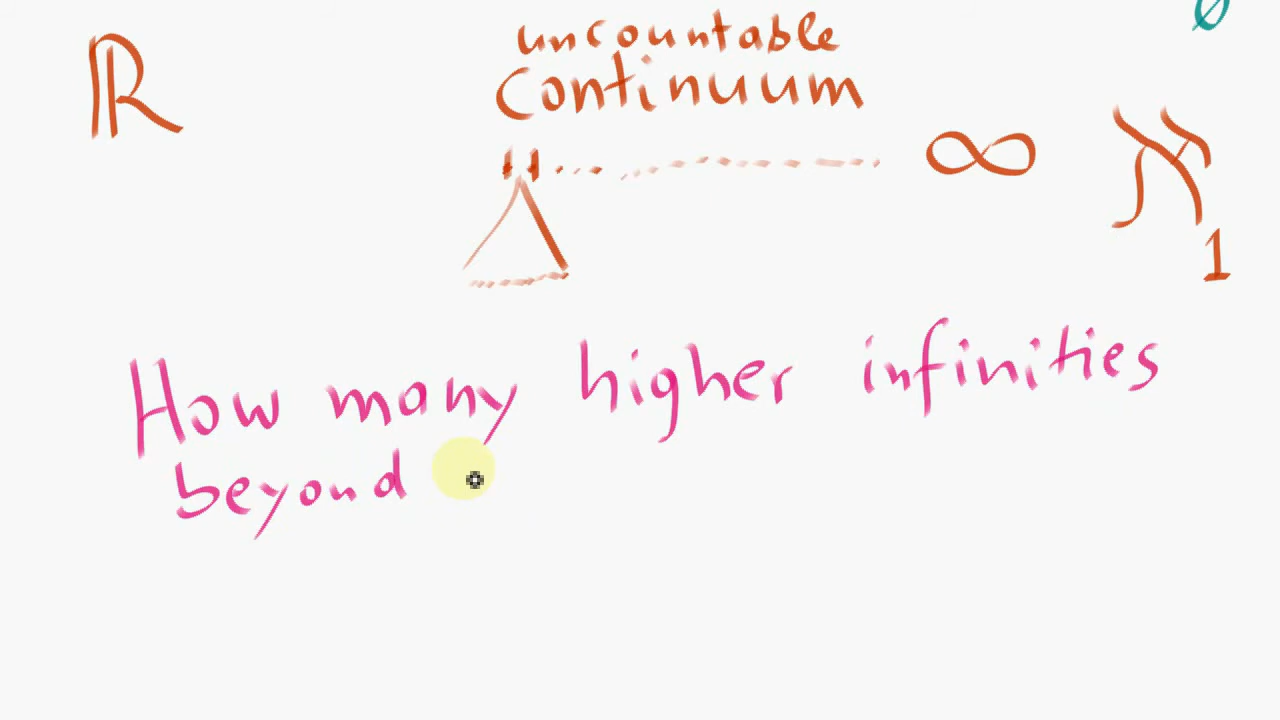 uncountable
ℝ Continuum
∞ ℵ
1
How many higher infinities
beyond